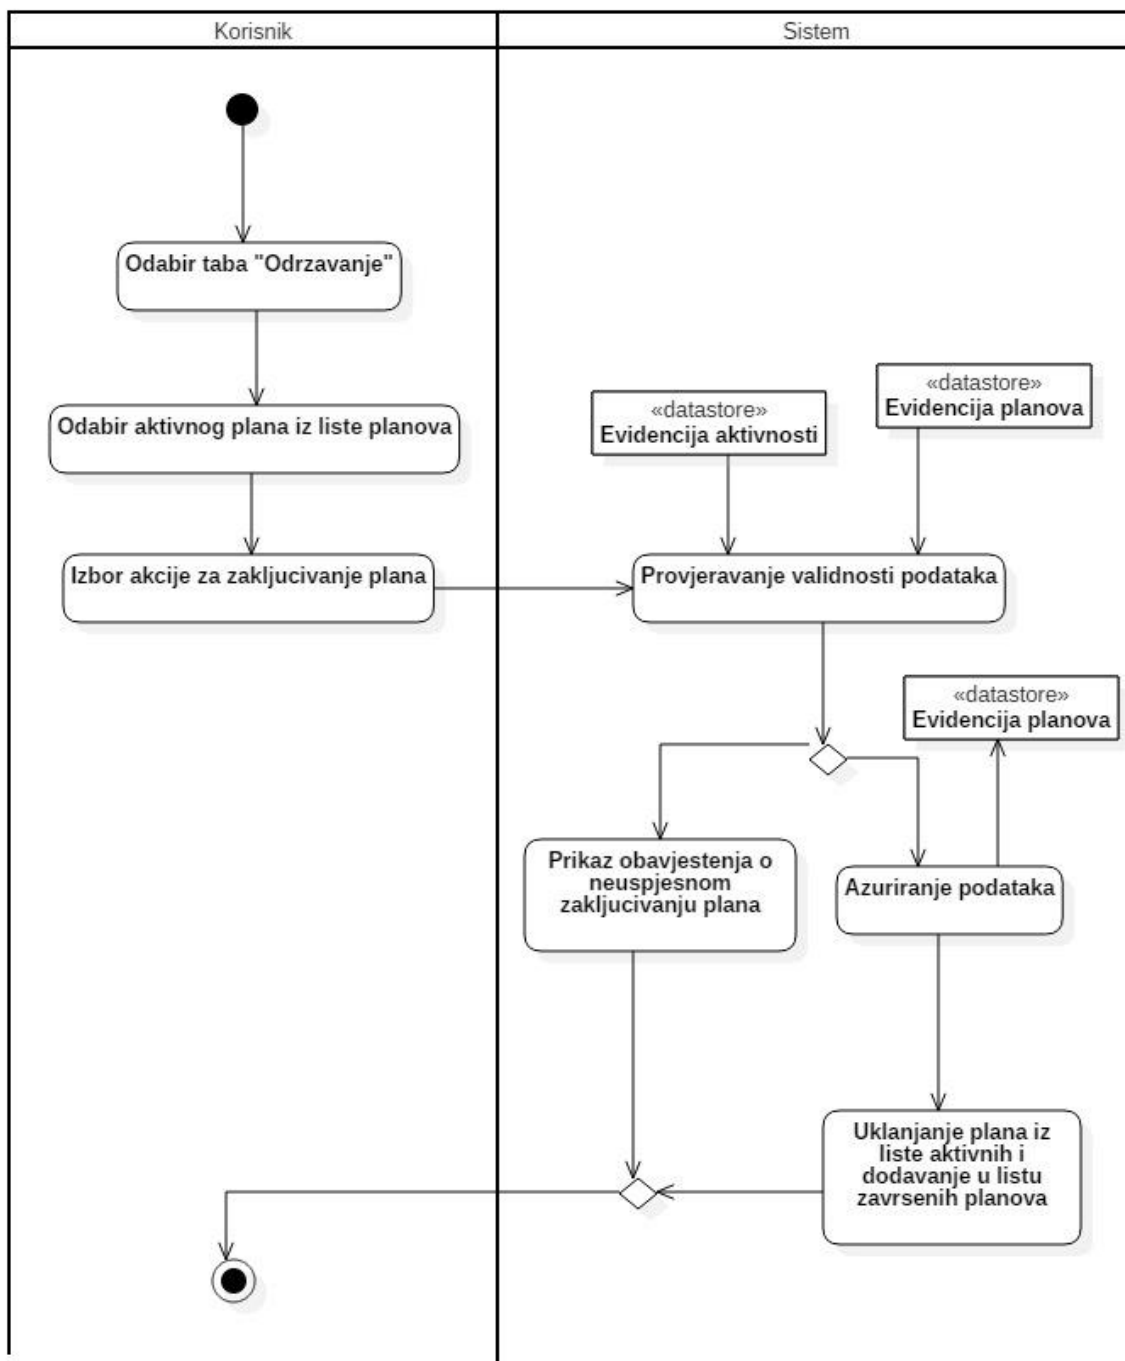 Korisnik
Sistem
Odabir taba "Odrzavanje"
Odabir aktivnog plana iz liste planova
«datastore»
Evidencija aktivnosti
«datastore»
Evidencija planova
Izbor akcije za zakljucivanje plana
Provjeravanje validnosti podataka
«datastore»
Evidencija planova
Prikaz obavjestenja o
neuspjesnom
zakljucivanju plana
Azuriranje podataka
Uklanjanje plana iz
liste aktivnih i
dodavanje u listu
zavrsenih planova